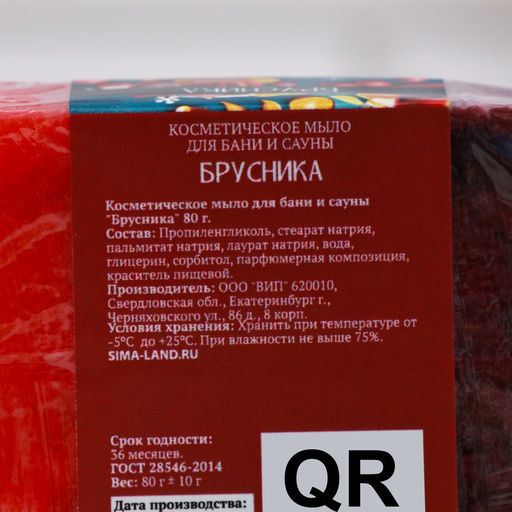 БРУСНИКА
КОСМЕТИЧЕСКОЕ МЫЛО
ДЛЯ БАНИ И САУНЫ
БРУСНИКА
Косметическое мыло для бани и сауны
"Брусника" 80 г.
Состав: Пропиленгликоль, стеарат натрия,
пальмитат натрия, лаурат натрия, вода,
глицерин, сорбитол, парфюмерная композиция,
краситель пищевой.
Производитель: ООО "ВИП" 620010,
Свердловская обл., Екатеринбург г.,
Черняховского ул., 86 д., 8 корп.
Условия хранения: Хранить при температуре от
-5°С до +25°С. При влажности не выше 75%.
SIMA-LAND.RU
Срок годности:
36 месяцев.
ГОСТ 28546-2014
Вес: 80 г ± 10 г
Дата производства:
QR